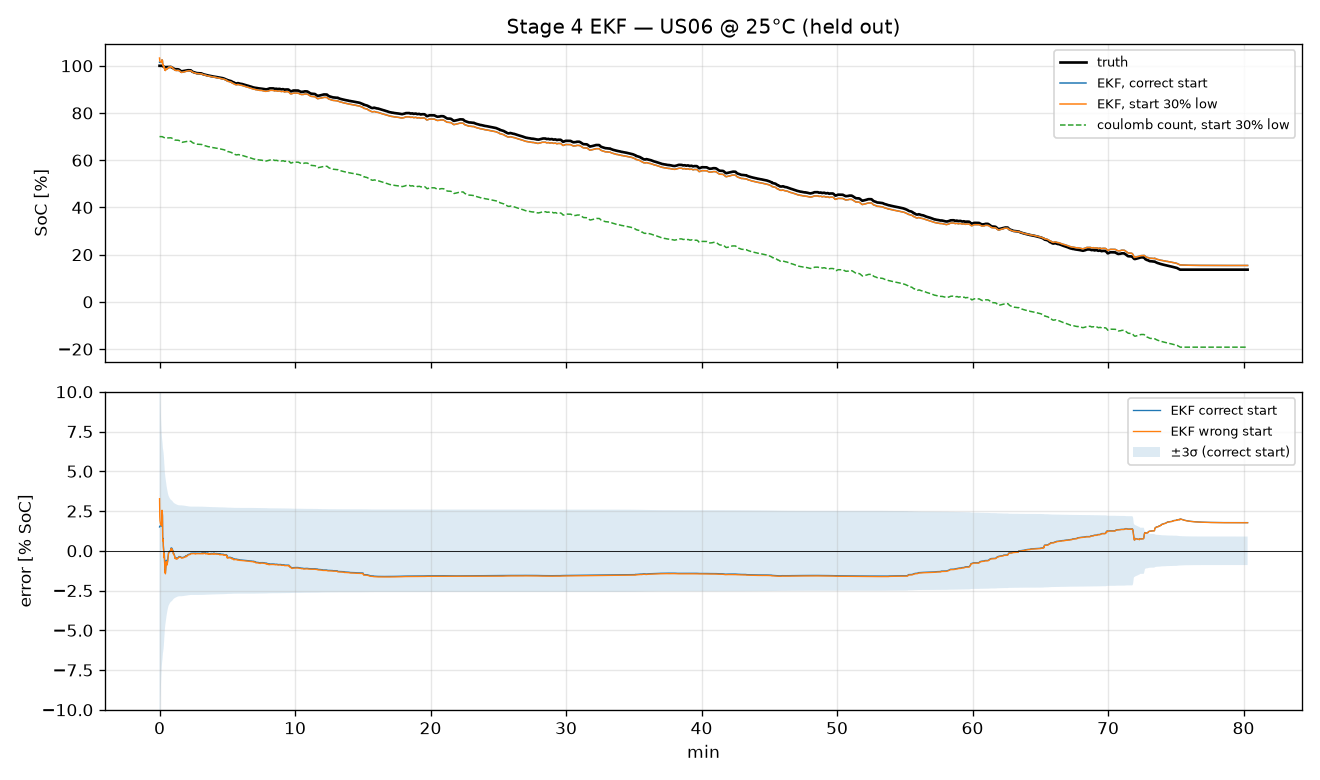 Stage 4 EKF — US06 @ 25°C (held out)
100
80
60
40
20
0
−20
SoC [%]
truth
EKF, correct start
EKF, start 30% low
coulomb count, start 30% low
10.0
7.5
5.0
2.5
0.0
−2.5
−5.0
−7.5
−10.0
error [% SoC]
EKF correct start
EKF wrong start
±3σ (correct start)
0 10 20 30 40 50 60 70 80
min